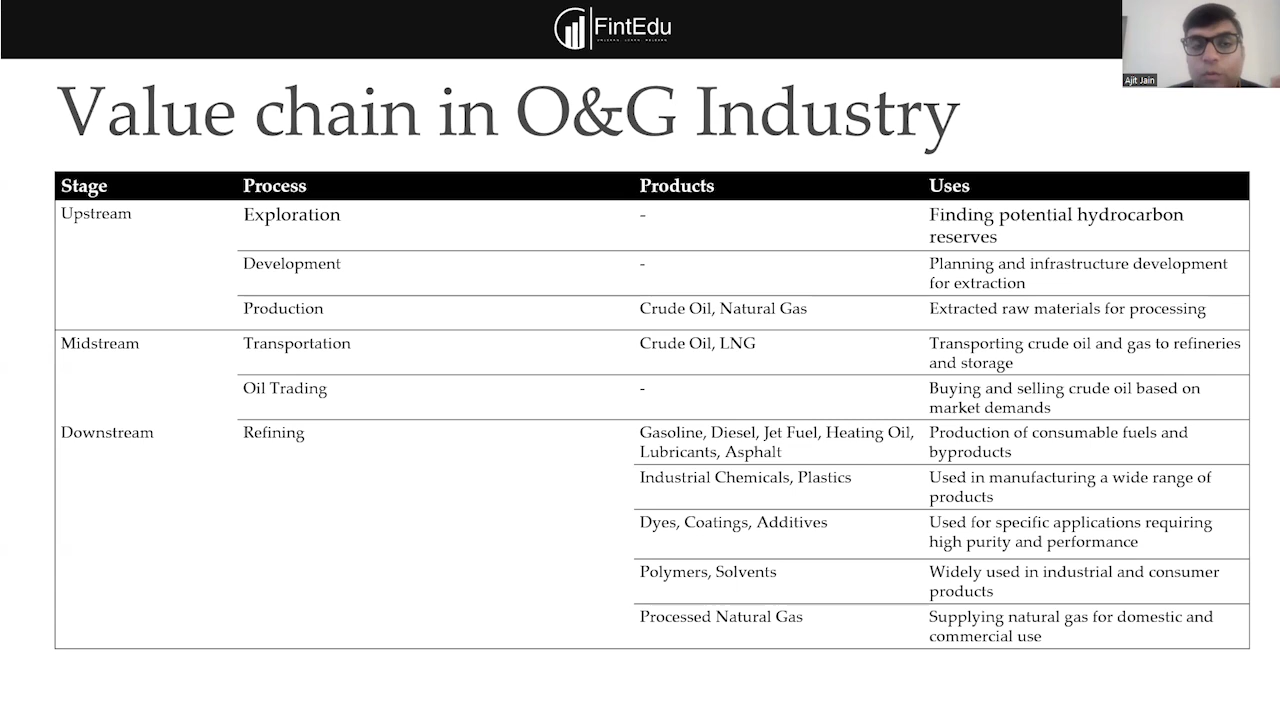 FintEdu
Ajit Jain
Value chain in O&G Industry
Stage Process Products Uses
Upstream Exploration - Finding potential hydrocarbon
reserves
Development - Planning and infrastructure development
for extraction
Production Crude Oil, Natural Gas Extracted raw materials for processing
Midstream Transportation Crude Oil, LNG Transporting crude oil and gas to refineries
and storage
Oil Trading - Buying and selling crude oil based on
market demands
Downstream Refining Gasoline, Diesel, Jet Fuel, Heating Oil, Production of consumable fuels and
Lubricants, Asphalt byproducts
Industrial Chemicals, Plastics Used in manufacturing a wide range of
products
Dyes, Coatings, Additives Used for specific applications requiring
high purity and performance
Polymers, Solvents Widely used in industrial and consumer
products
Processed Natural Gas Supplying natural gas for domestic and
commercial use